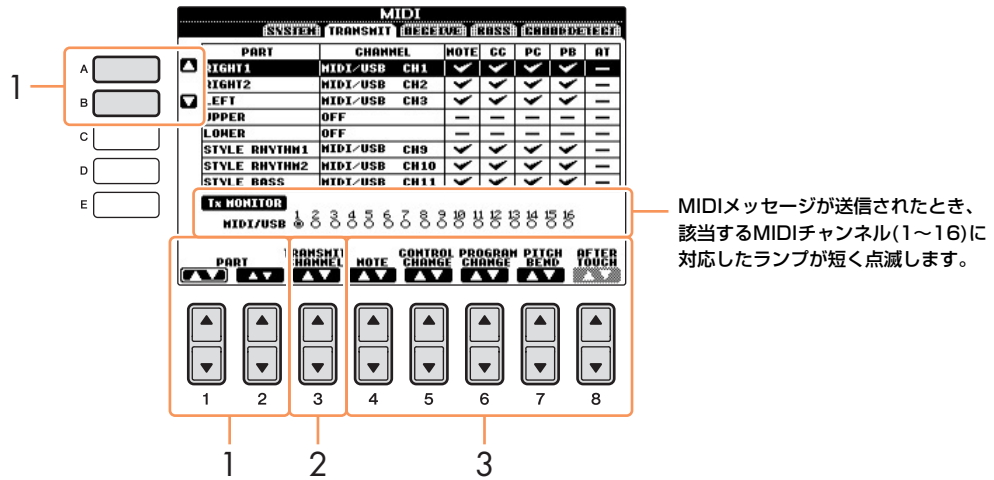 MIDI
SYSTEM TRANSMIT RECEIVE BASS CHORD DETECT
PART CHANNEL NOTE CC PC PB AT
RIGHT1 MIDI/USB CH1
RIGHT2 MIDI/USB CH2
LEFT MIDI/USB CH3
UPPER OFF
LOWER OFF
STYLE RHYTHM1 MIDI/USB CH9
STYLE RHYTHM2 MIDI/USB CH10
STYLE BASS MIDI/USB CH11
Tx MONITOR
MIDI/USB 1 2 3 4 5 6 7 8 9 10 11 12 13 14 15 16
PART TRANSMIT CHANNEL NOTE CONTROL CHANGE PROGRAM CHANGE PITCH BEND AFTER TOUCH
1
A
B
C
D
E
MIDIメッセージが送信されたとき、
該当するMIDIチャンネル(1～16)に
対応したランプが短く点滅します。
1 2 3 4 5 6 7 8
1 2 3